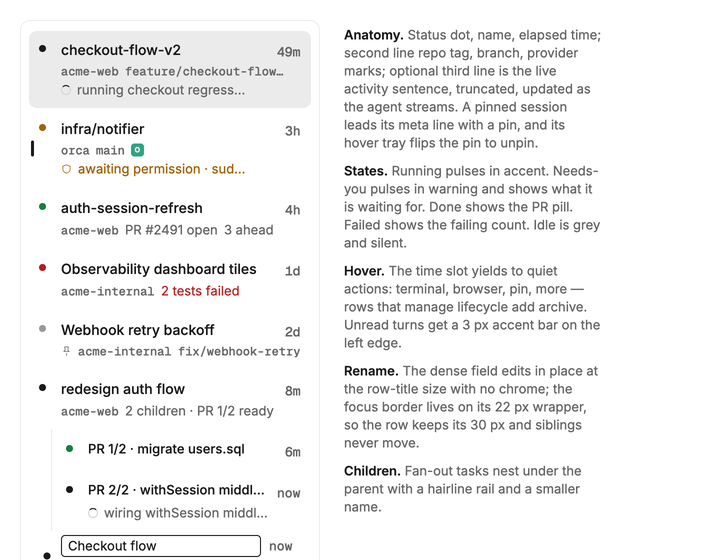 checkout-flow-v2 49m
acme-web feature/checkout-flow…
running checkout regress…
infra/notifier 3h
orca main O
awaiting permission · sud…
auth-session-refresh 4h
acme-web PR #2491 open 3 ahead
Observability dashboard tiles 1d
acme-internal 2 tests failed
Webhook retry backoff 2d
acme-internal fix/webhook-retry
redesign auth flow 8m
acme-web 2 children · PR 1/2 ready
PR 1/2 · migrate users.sql 6m
PR 2/2 · withSession middl… now
wiring withSession middl…
Checkout flow now
Anatomy. Status dot, name, elapsed time;
second line repo tag, branch, provider
marks; optional third line is the live
activity sentence, truncated, updated as
the agent streams. A pinned session
leads its meta line with a pin, and its
hover tray flips the pin to unpin.
States. Running pulses in accent. Needs-
you pulses in warning and shows what it
is waiting for. Done shows the PR pill.
Failed shows the failing count. Idle is grey
and silent.
Hover. The time slot yields to quiet
actions: terminal, browser, pin, more —
rows that manage lifecycle add archive.
Unread turns get a 3 px accent bar on the
left edge.
Rename. The dense field edits in place at
the row-title size with no chrome; the
focus border lives on its 22 px wrapper,
so the row keeps its 30 px and siblings
never move.
Children. Fan-out tasks nest under the
parent with a hairline rail and a smaller
name.